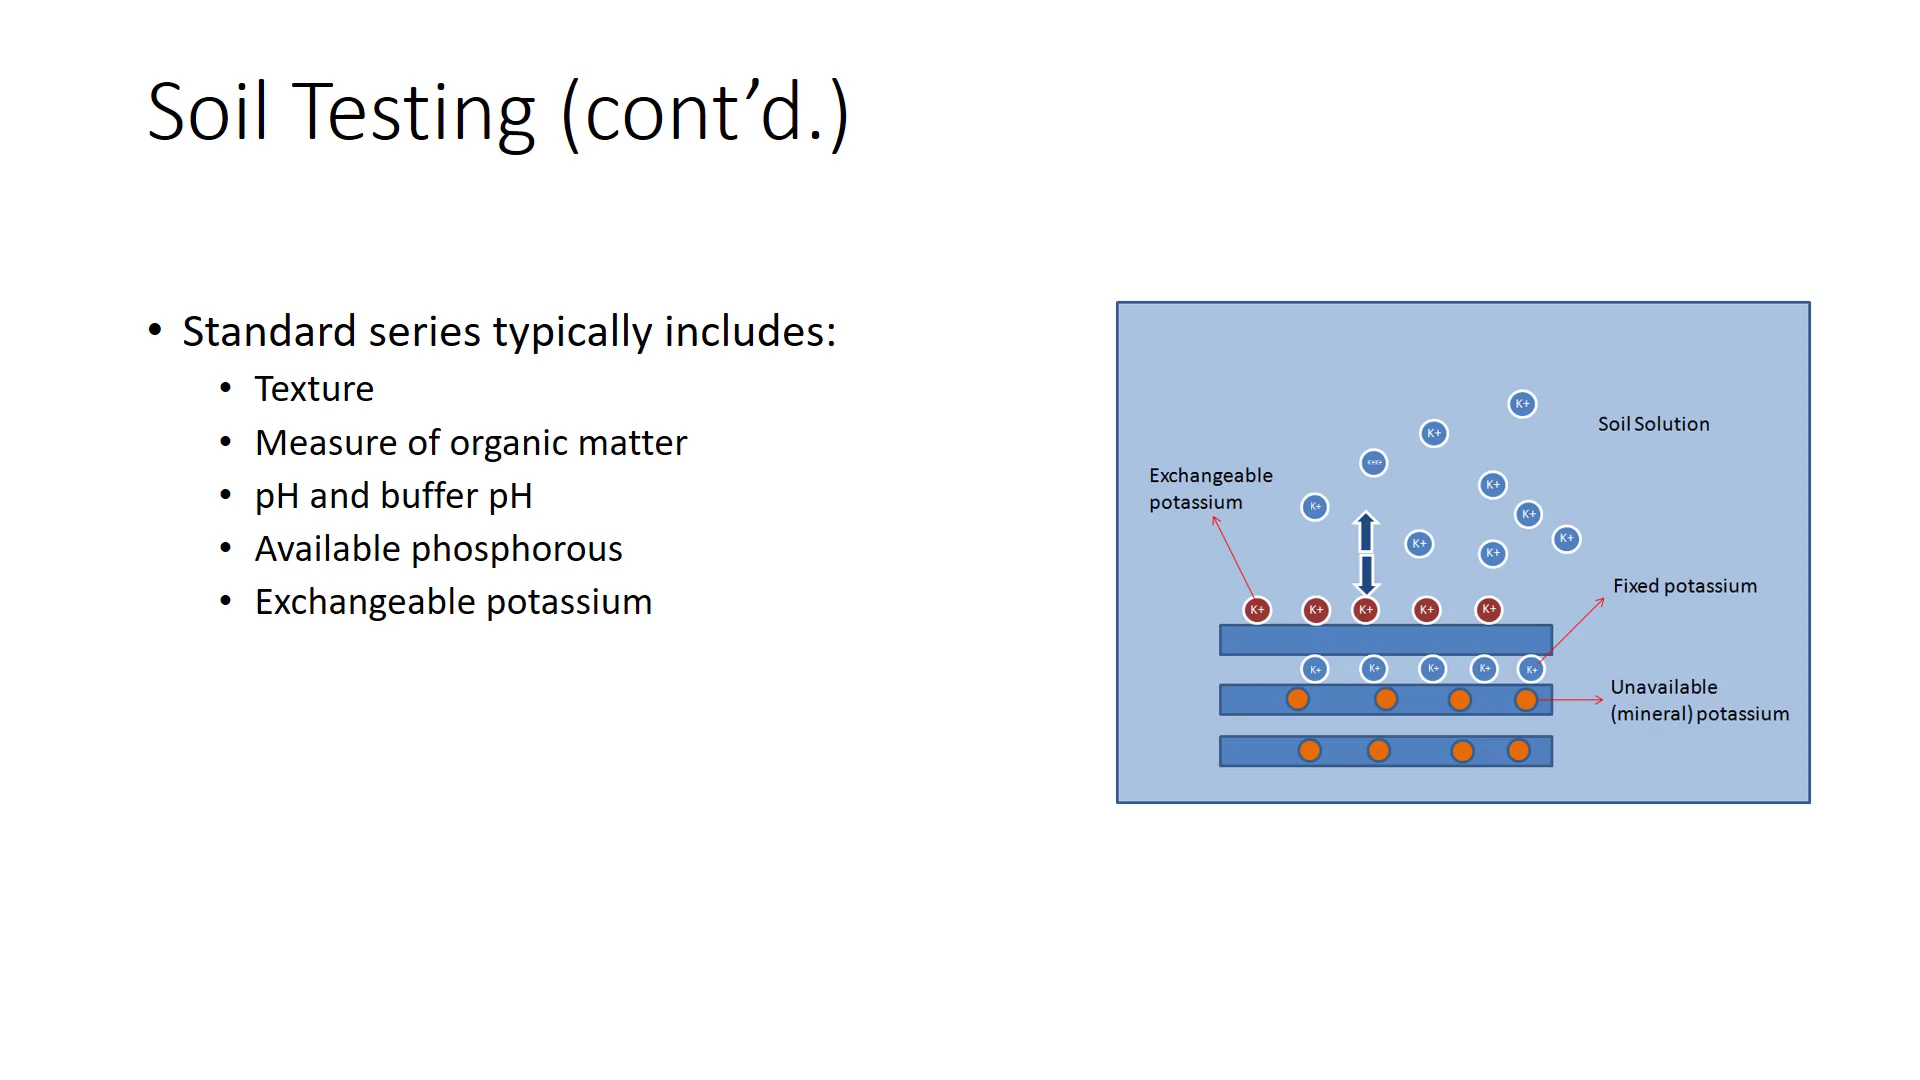 Soil Testing (cont’d.)
• Standard series typically includes:
• Texture
• Measure of organic matter
• pH and buffer pH
• Available phosphorous
• Exchangeable potassium
K+
Soil Solution
K+
K+K+
Exchangeable
potassium
K+
K+
K+
K+
K+
K+
K+
Fixed potassium
K+
K+
K+
K+
K+
K+
K+
K+
K+
K+
Unavailable
(mineral) potassium